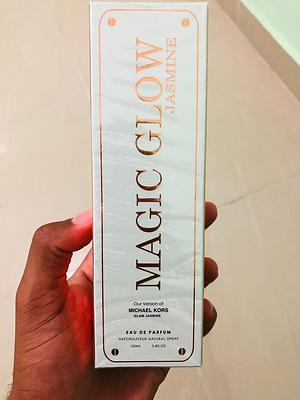 MAGIC GLOW
JASMINE
Our Version of
MICHAEL KORS
GLAM JASMINE
EAU DE PARFUM
VAPORISATEUR NATURAL SPRAY
100ml. 3.4FL.OZ.